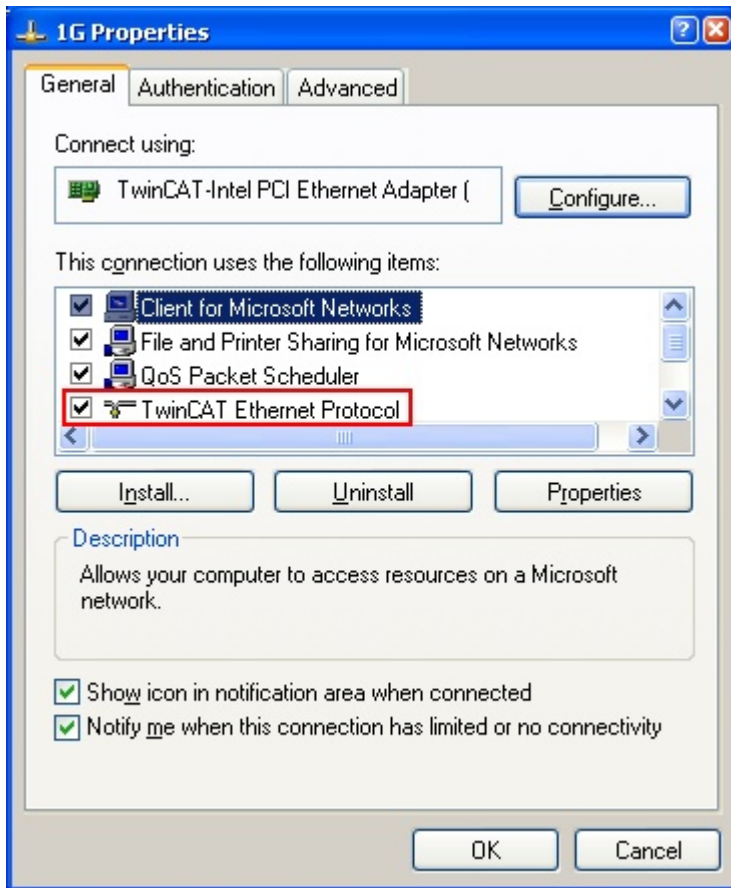 1G Properties
General Authentication Advanced
Connect using:
TwinCAT-Intel PCI Ethernet Adapter (
Configure...
This connection uses the following items:
Client for Microsoft Networks
File and Printer Sharing for Microsoft Networks
QoS Packet Scheduler
TwinCAT Ethernet Protocol
Install... Uninstall Properties
Description
Allows your computer to access resources on a Microsoft
network.
Show icon in notification area when connected
Notify me when this connection has limited or no connectivity
OK Cancel